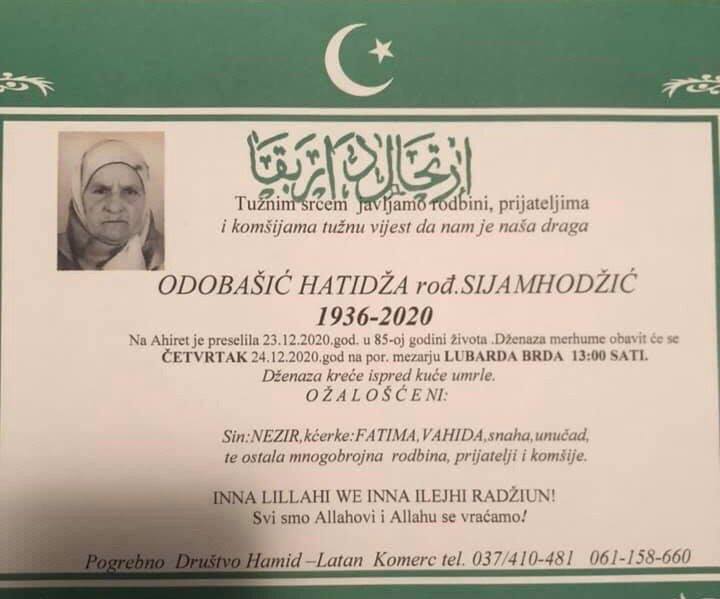 ارتحال دار بقا
Tužnim srcem javljamo rodbini, prijateljima
i komšijama tužnu vijest da nam je naša draga
ODOBAŠIĆ HATIDŽA rođ.SIJAMHODŽIĆ
1936-2020
Na Ahiret je preselila 23.12.2020.god. u 85-oj godini života .Dženaza merhume obavit će se
ČETVRTAK 24.12.2020.god na por. mezarju LUBARDA BRDA 13:00 SATI.
Dženaza kreće ispred kuće umrle.
O Ž A L O Š Ć E N I:
Sin:NEZIR,kćerke:FATIMA,VAHIDA,snaha,unučad,
te ostala mnogobrojna rodbina, prijatelji i komšije.
INNA LILLAHI WE INNA ILEJHI RADŽIUN!
Svi smo Allahovi i Allahu se vraćamo!
Pogrebno Društvo Hamid –Latan Komerc tel. 037/410-481 061-158-660